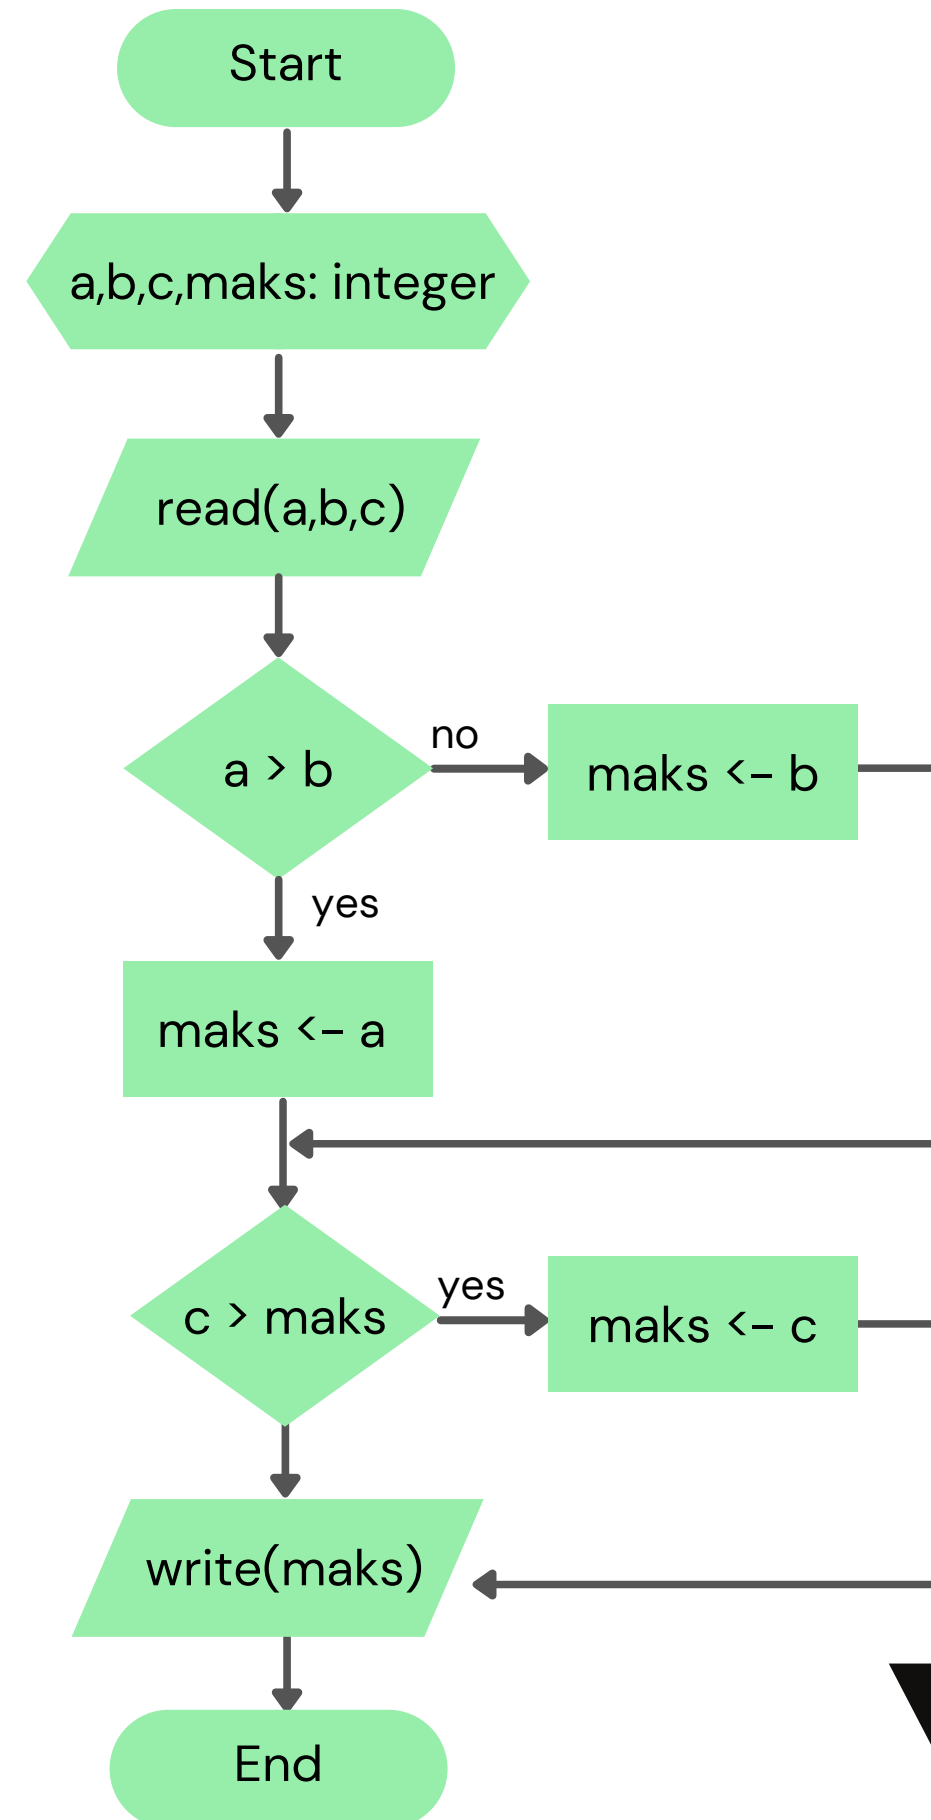 Start
a,b,c,maks: integer
read(a,b,c)
a > b
no
maks <- b
yes
maks <- a
c > maks
yes
maks <- c
write(maks)
End